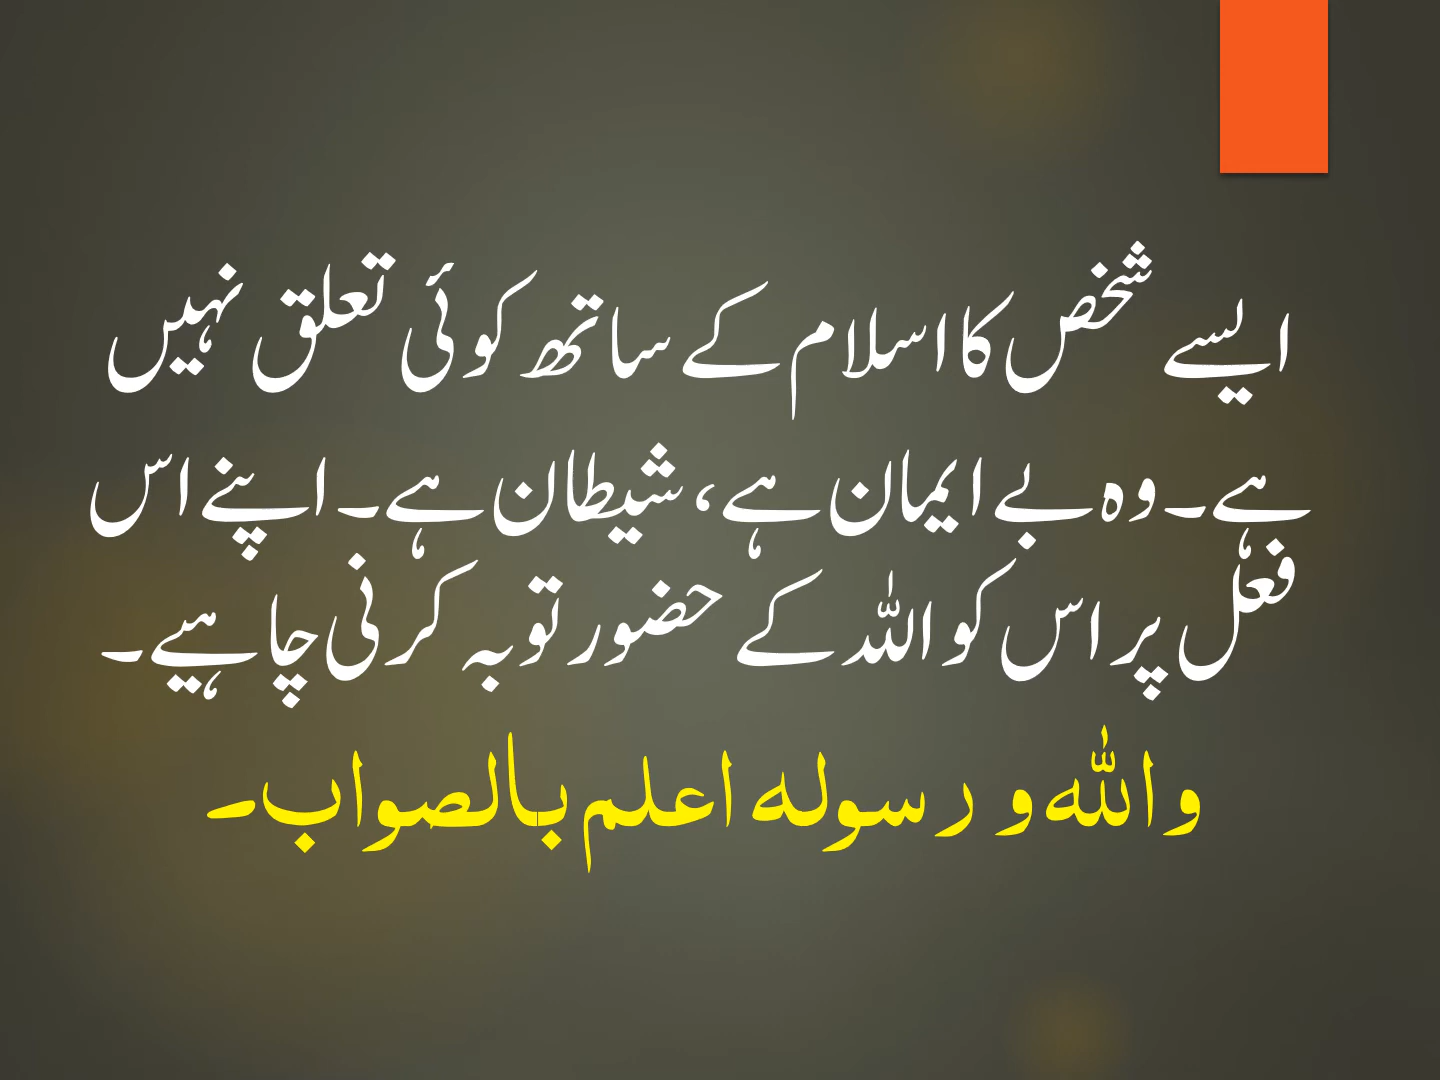 ایسے شخص کا اسلام کے ساتھ کوئی تعلق نہیں
ہے۔ وہ بے ایمان ہے، شیطان ہے۔ اپنے اس
فعل پر اس کو اللہ کے حضور توبہ کرنی چاہیے۔
واللہ و رسولہ اعلم بالصواب۔